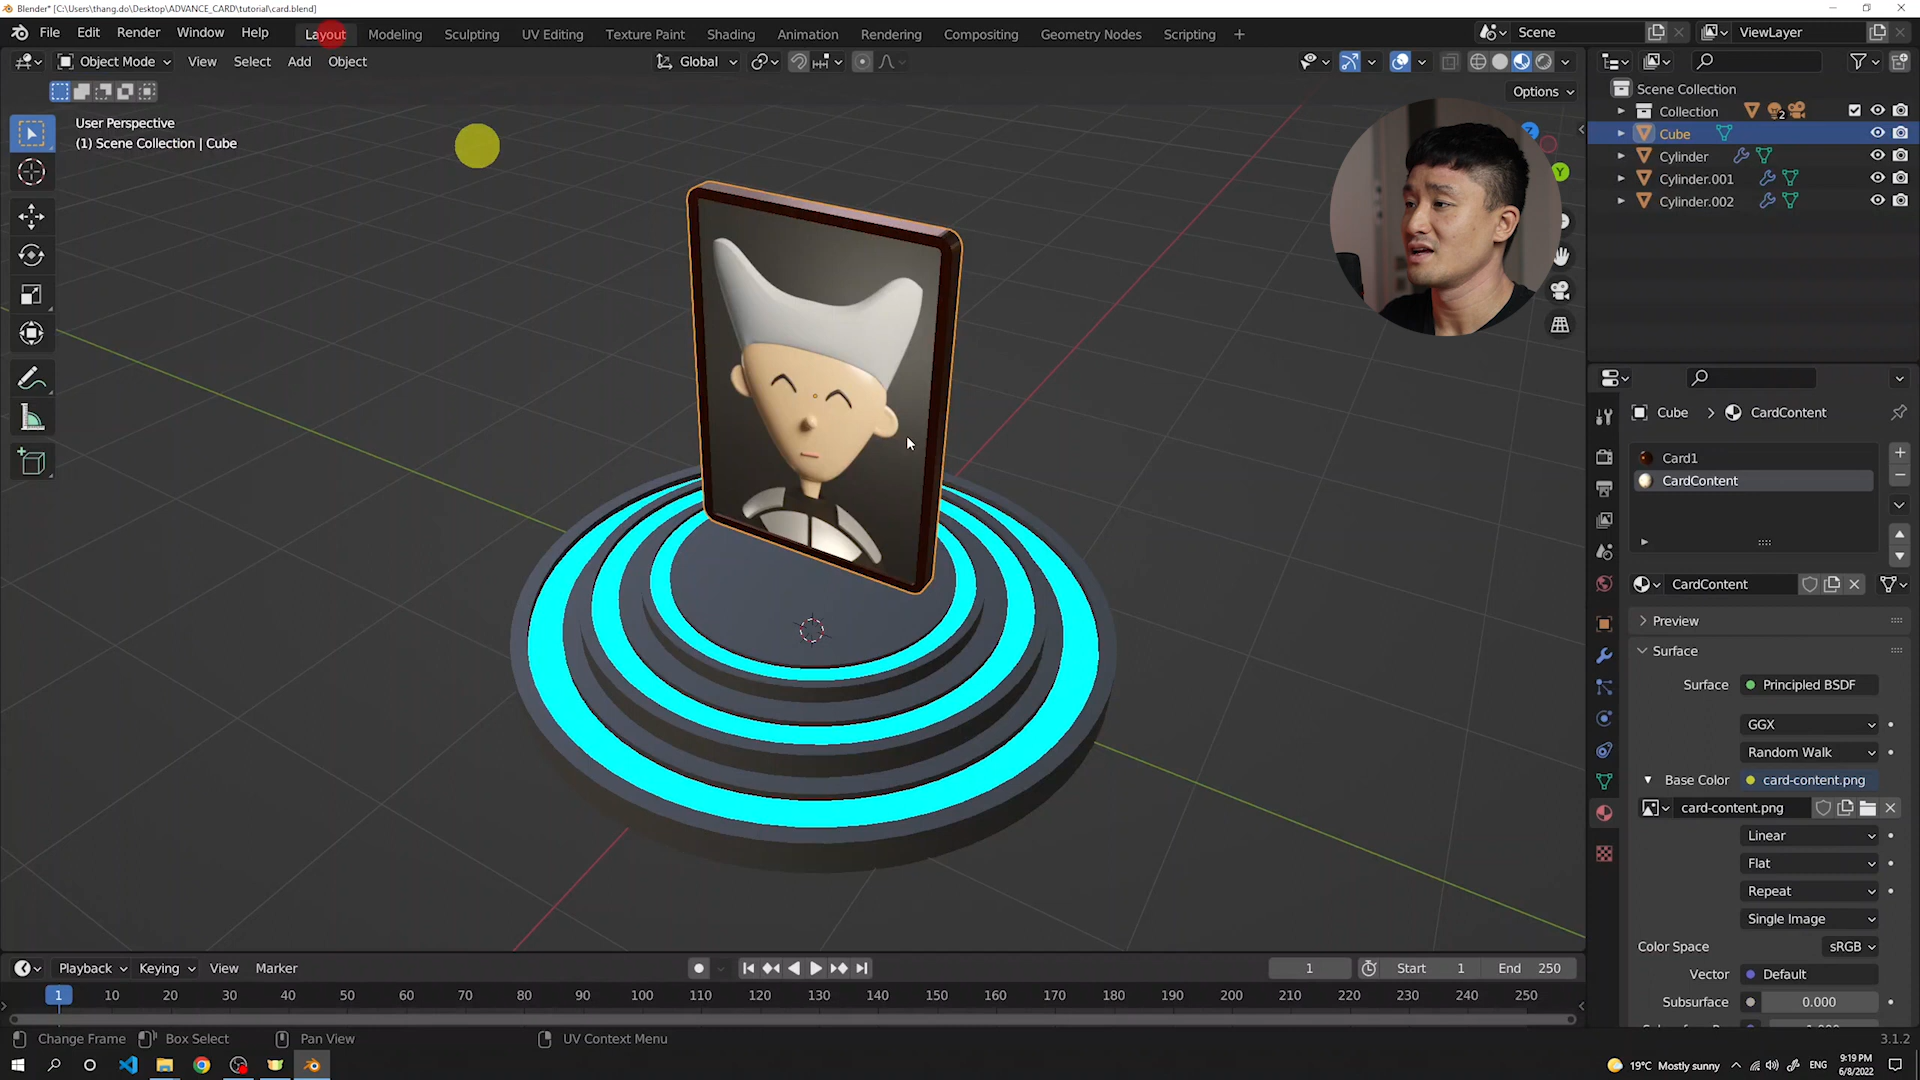 Blender* [C:\Users\thang.do\Desktop\ADVANCE_CARD\tutorial\card.blend]
File Edit Render Window Help Layout Modeling Sculpting UV Editing Texture Paint Shading Animation Rendering Compositing Geometry Nodes Scripting + Scene ViewLayer
Object Mode View Select Add Object Global
Options
User Perspective
(1) Scene Collection | Cube
Scene Collection
Collection 2
Cube
Cylinder
Cylinder.001
Cylinder.002
Y
Cube > CardContent
Card1
CardContent
CardContent
Preview
Surface
Surface Principled BSDF
GGX
Random Walk
Base Color card-content.png
card-content.png
Linear
Flat
Repeat
Single Image
Color Space sRGB
Vector Default
Subsurface 0.000
Playback Keying View Marker 1 Start 1 End 250
1 10 20 30 40 50 60 70 80 90 100 110 120 130 140 150 160 170 180 190 200 210 220 230 240 250
Change Frame Box Select Pan View UV Context Menu 3.1.2
19°C Mostly sunny ENG 9:19 PM
6/8/2022